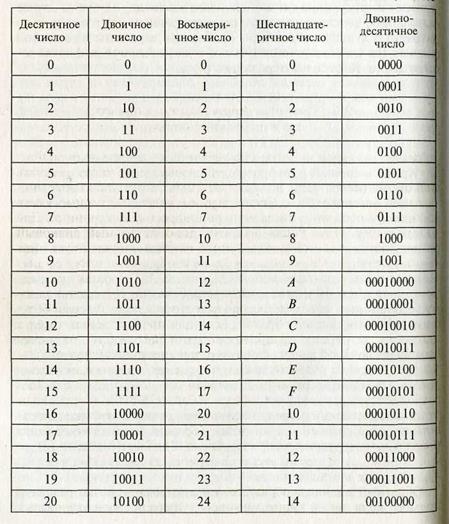 Десятичное число | Двоичное число | Восьмери-чное число | Шестнадцате-ричное число | Двоично-десятичное число
0 | 0 | 0 | 0 | 0000
1 | 1 | 1 | 1 | 0001
2 | 10 | 2 | 2 | 0010
3 | 11 | 3 | 3 | 0011
4 | 100 | 4 | 4 | 0100
5 | 101 | 5 | 5 | 0101
6 | 110 | 6 | 6 | 0110
7 | 111 | 7 | 7 | 0111
8 | 1000 | 10 | 8 | 1000
9 | 1001 | 11 | 9 | 1001
10 | 1010 | 12 | A | 00010000
11 | 1011 | 13 | B | 00010001
12 | 1100 | 14 | C | 00010010
13 | 1101 | 15 | D | 00010011
14 | 1110 | 16 | E | 00010100
15 | 1111 | 17 | F | 00010101
16 | 10000 | 20 | 10 | 00010110
17 | 10001 | 21 | 11 | 00010111
18 | 10010 | 22 | 12 | 00011000
19 | 10011 | 23 | 13 | 00011001
20 | 10100 | 24 | 14 | 00100000